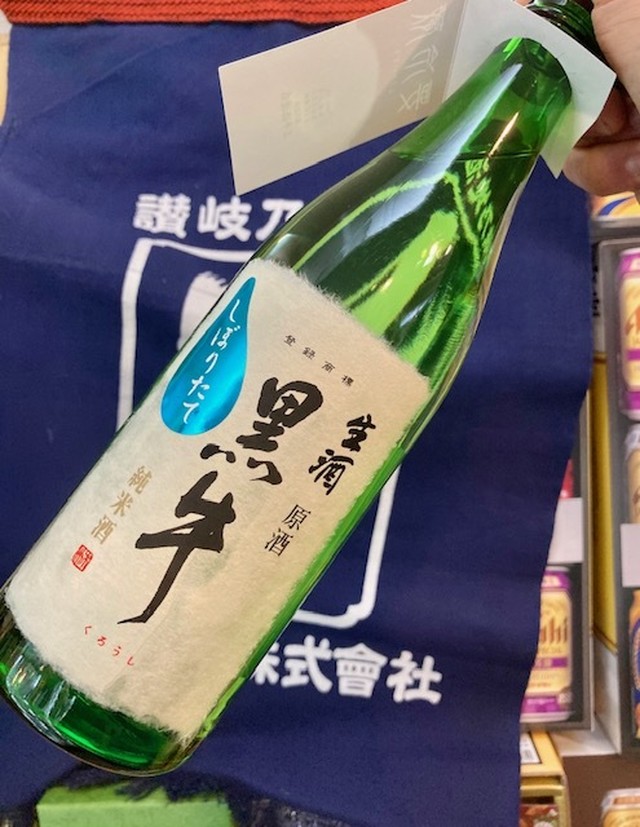 讃岐乃
登録商標
生酒
原酒
黒牛
しぼりたて
純米酒
くろうし
株式會社